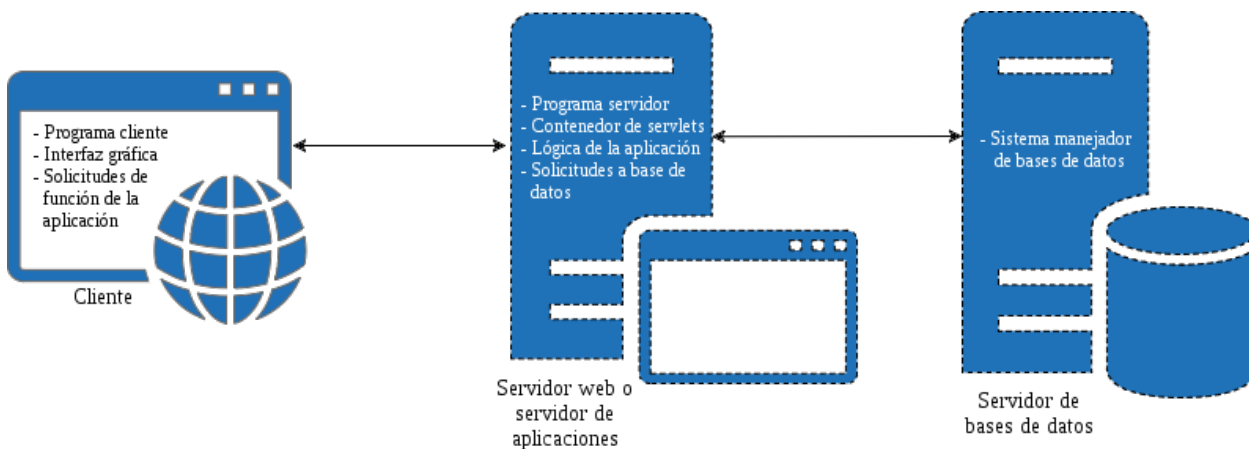 - Programa cliente
- Interfaz gráfica
- Solicitudes de
función de la
aplicación
Cliente
- Programa servidor
- Contenedor de servlets
- Lógica de la aplicación
- Solicitudes a base de
datos
Servidor web o
servidor de
aplicaciones
- Sistema manejador
de bases de datos
Servidor de
bases de datos